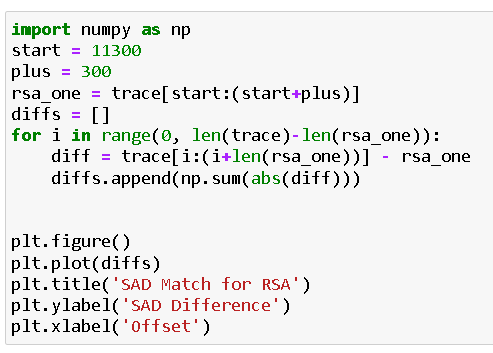 import numpy as np
start = 11300
plus = 300
rsa_one = trace[start:(start+plus)]
diffs = []
for i in range(0, len(trace)-len(rsa_one)):
    diff = trace[i:(i+len(rsa_one))] - rsa_one
    diffs.append(np.sum(abs(diff)))
plt.figure()
plt.plot(diffs)
plt.title('SAD Match for RSA')
plt.ylabel('SAD Difference')
plt.xlabel('Offset')